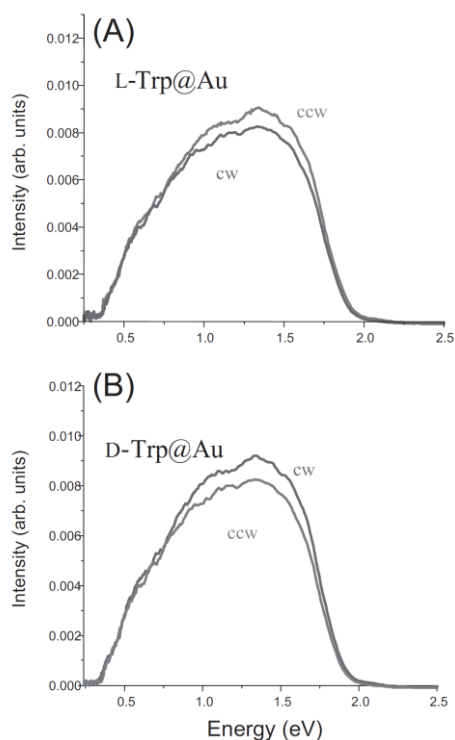 (A)
L-Trp@Au
ccw
cw
Intensity (arb. units)
0.012
0.010
0.008
0.006
0.004
0.002
0.000
0.5 1.0 1.5 2.0 2.5
(B)
D-Trp@Au
cw
ccw
Intensity (arb. units)
0.012
0.010
0.008
0.006
0.004
0.002
0.000
0.5 1.0 1.5 2.0 2.5
Energy (eV)